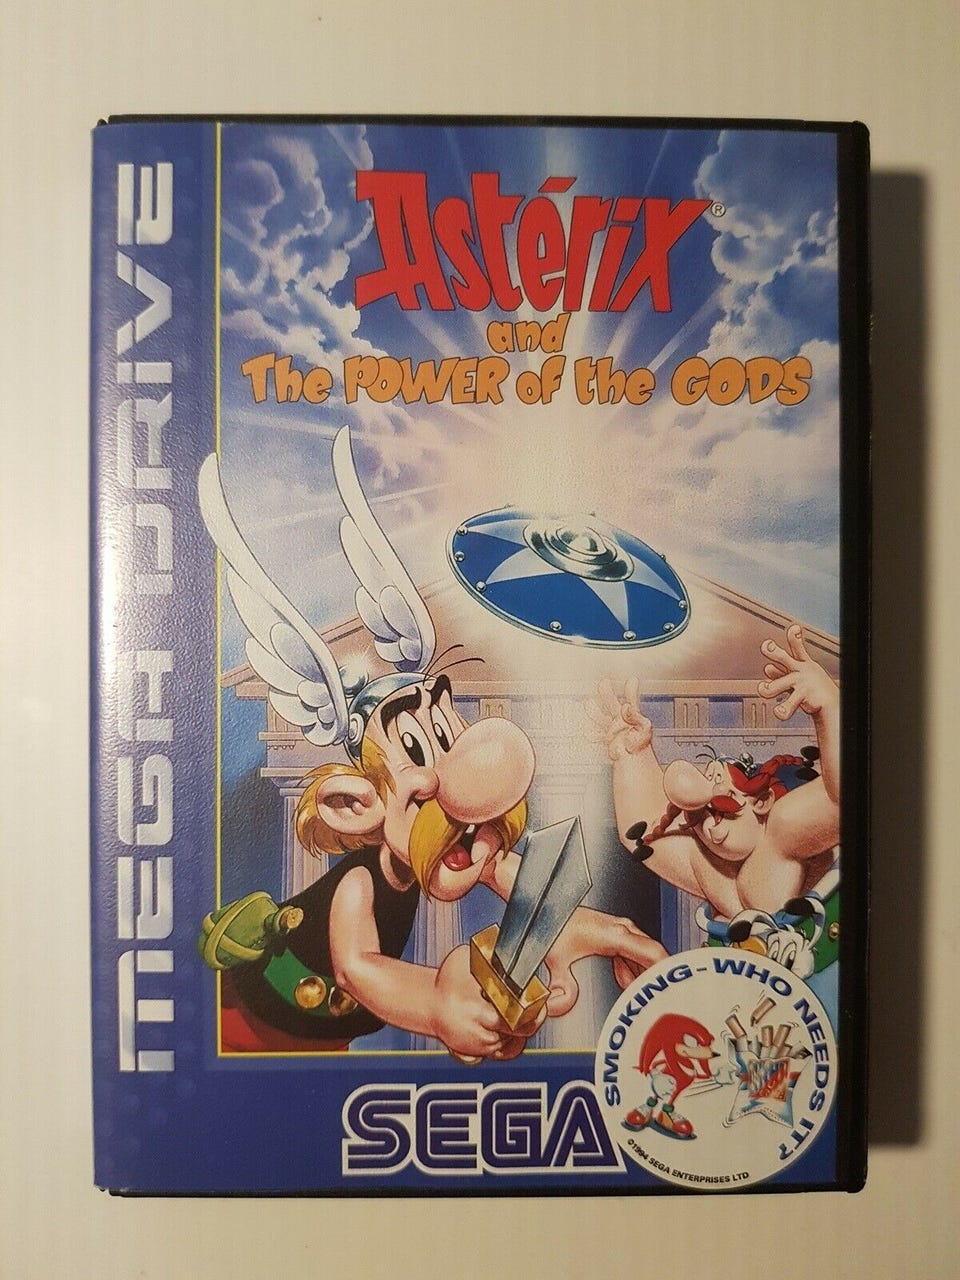 MEGA DRIVE
Astérix®
and
The POWER of the GODS
SEGA
SMOKING-WHO NEEDS IT?
©1994 SEGA ENTERPRISES LTD